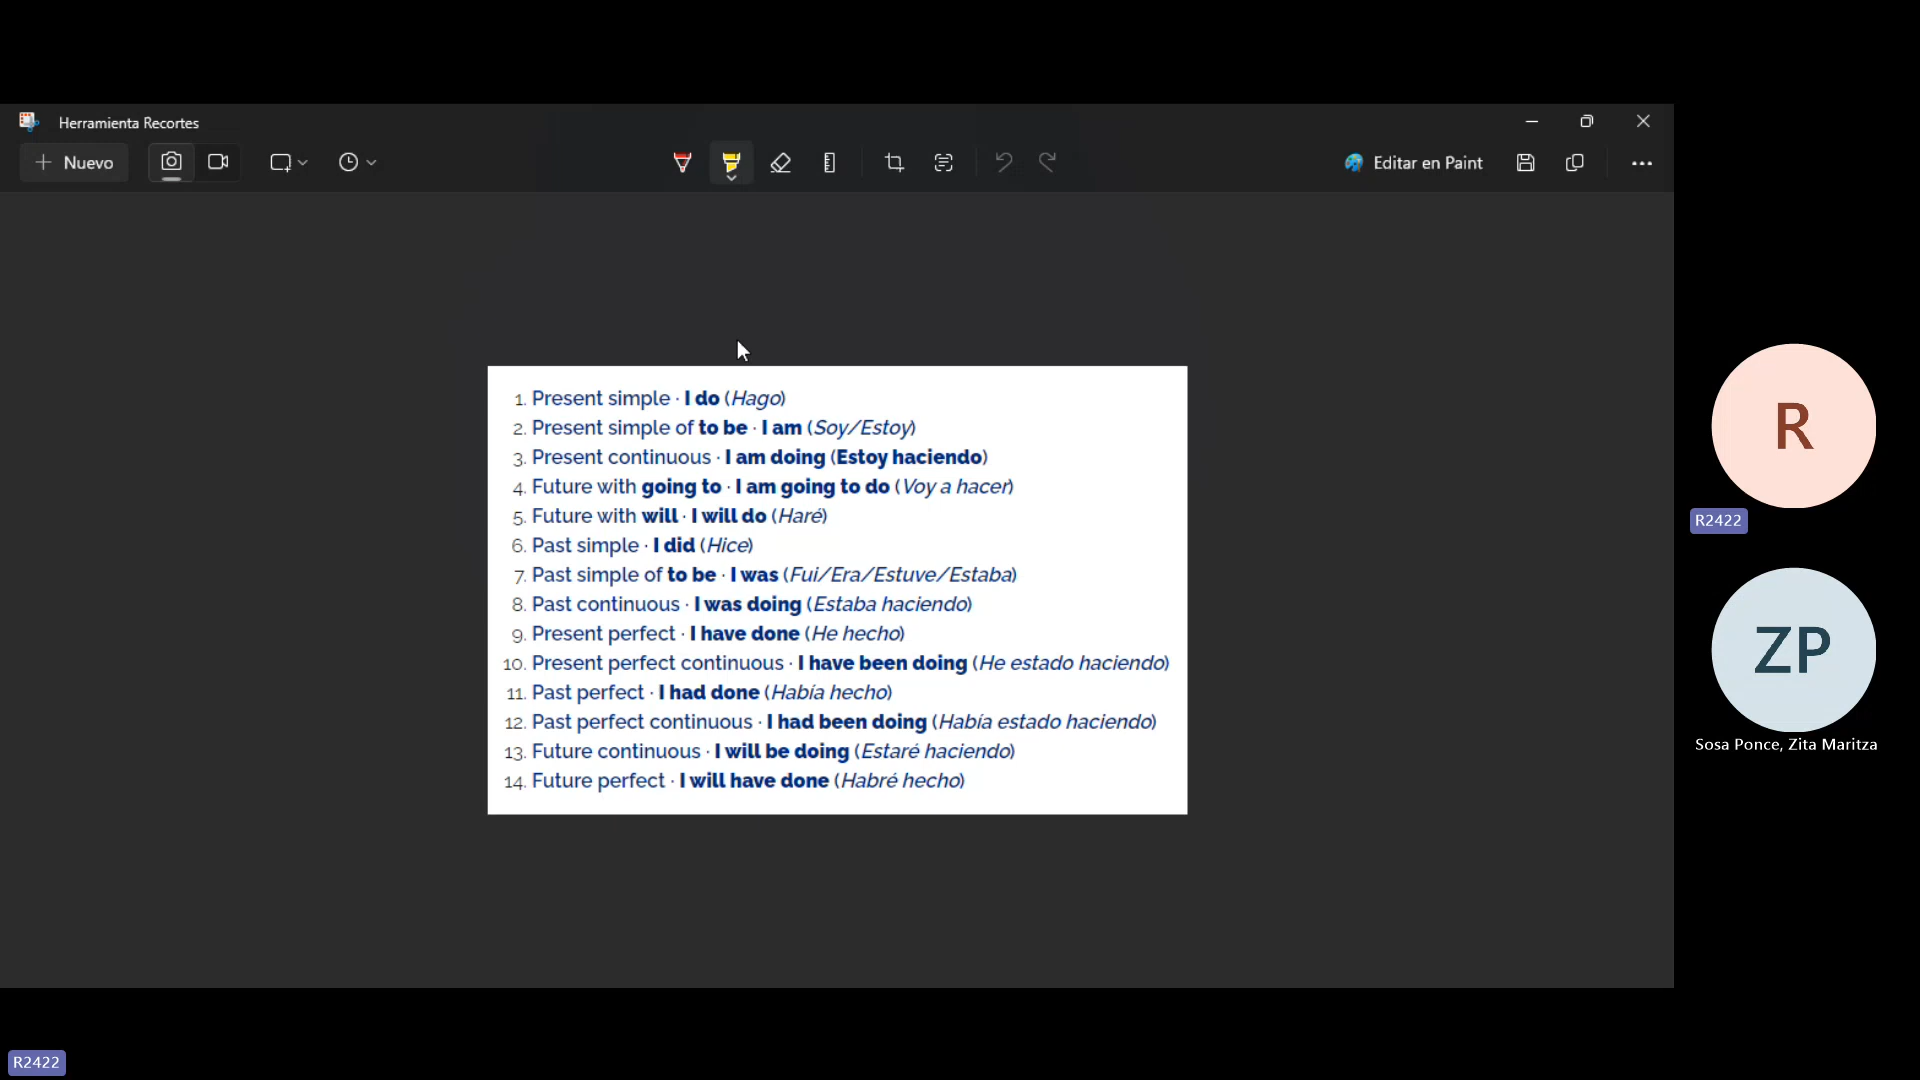 Herramienta Recortes
Nuevo
Editar en Paint
1. Present simple · I do (Hago)
2. Present simple of to be · I am (Soy/Estoy)
3. Present continuous · I am doing (Estoy haciendo)
4. Future with going to · I am going to do (Voy a hacer)
5. Future with will · I will do (Haré)
6. Past simple · I did (Hice)
7. Past simple of to be · I was (Fui/Era/Estuve/Estaba)
8. Past continuous · I was doing (Estaba haciendo)
9. Present perfect · I have done (He hecho)
10. Present perfect continuous · I have been doing (He estado haciendo)
11. Past perfect · I had done (Había hecho)
12. Past perfect continuous · I had been doing (Había estado haciendo)
13. Future continuous · I will be doing (Estaré haciendo)
14. Future perfect · I will have done (Habré hecho)
R
R2422
ZP
Sosa Ponce, Zita Maritza
R2422